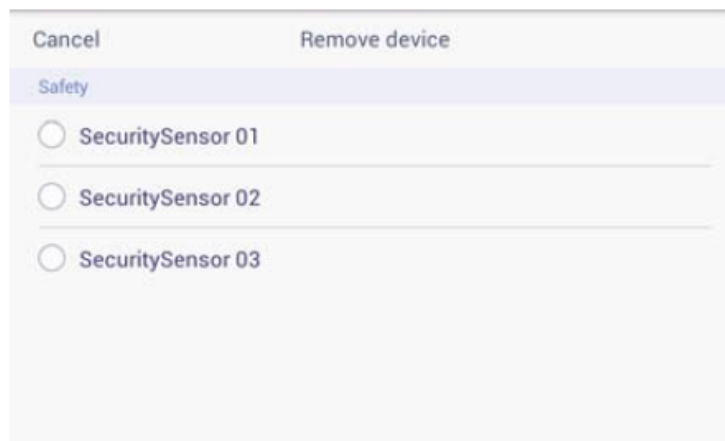 Cancel Remove device
Safety
SecuritySensor 01
SecuritySensor 02
SecuritySensor 03